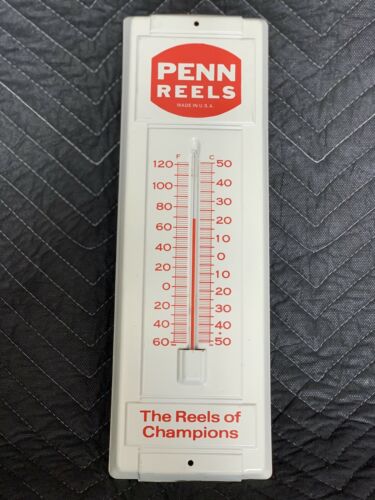 PENN
REELS
MADE IN U.S.A.
F C
120 50
100 40
80 30
60 20
40 10
20 0
0 10
20 20
40 30
60 40
50
The Reels of
Champions